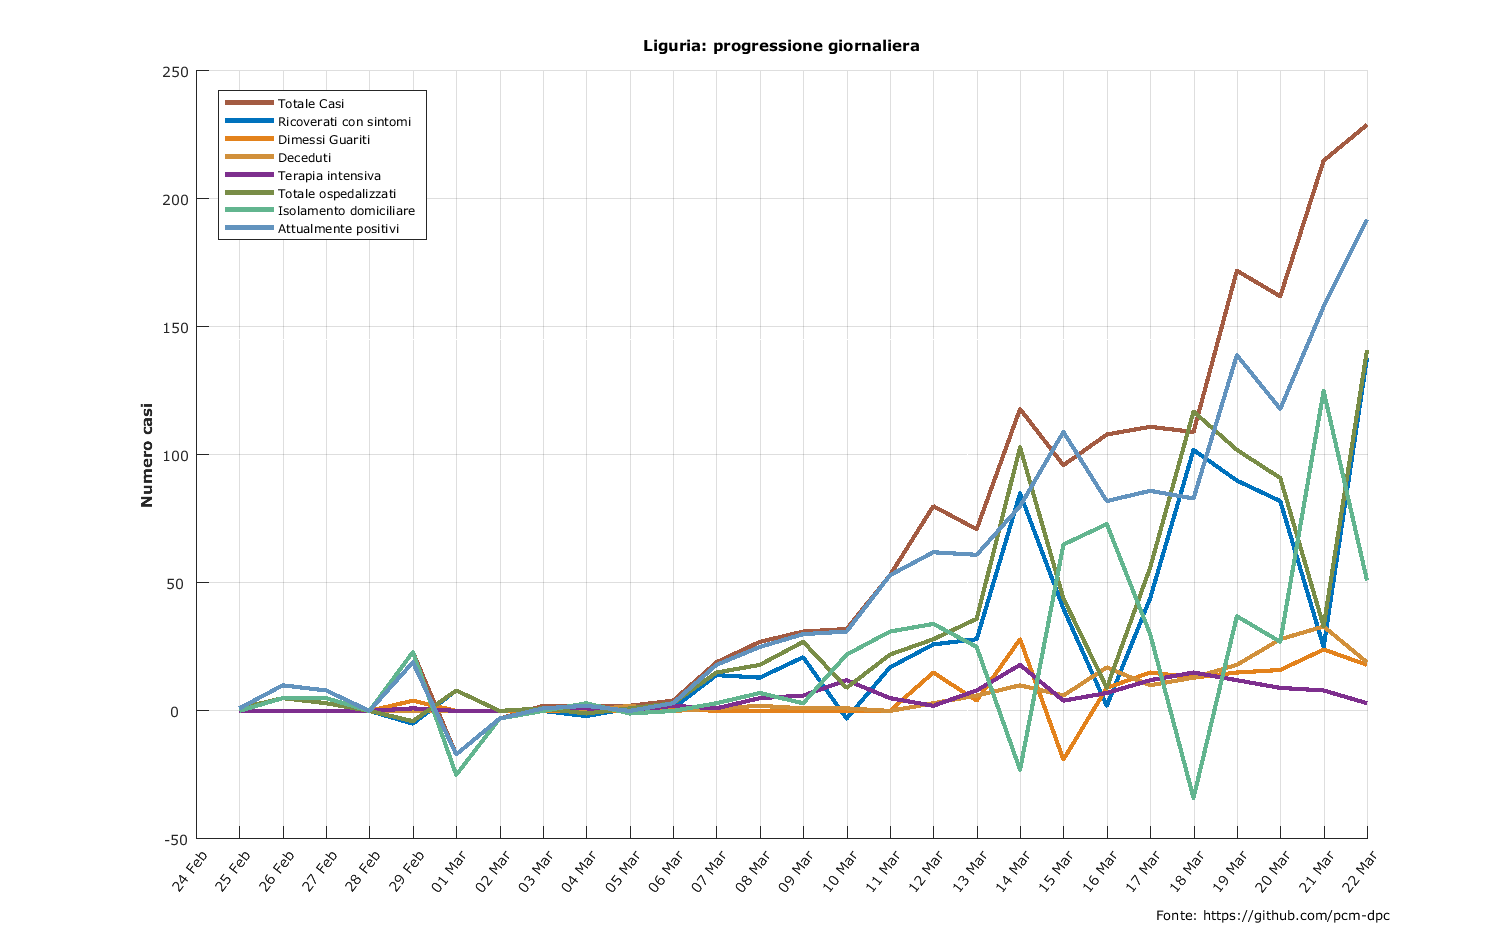 Liguria: progressione giornaliera
250
200
150
100
50
0
-50
Numero casi
Totale Casi
Ricoverati con sintomi
Dimessi Guariti
Deceduti
Terapia intensiva
Totale ospedalizzati
Isolamento domiciliare
Attualmente positivi
24 Feb
25 Feb
26 Feb
27 Feb
28 Feb
29 Feb
01 Mar
02 Mar
03 Mar
04 Mar
05 Mar
06 Mar
07 Mar
08 Mar
09 Mar
10 Mar
11 Mar
12 Mar
13 Mar
14 Mar
15 Mar
16 Mar
17 Mar
18 Mar
19 Mar
20 Mar
21 Mar
22 Mar
Fonte: https://github.com/pcm-dpc